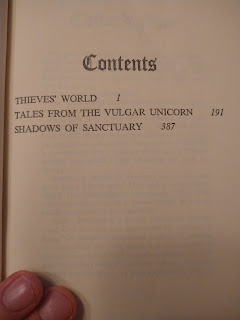 Contents
THIEVES' WORLD 1
TALES FROM THE VULGAR UNICORN 191
SHADOWS OF SANCTUARY 387